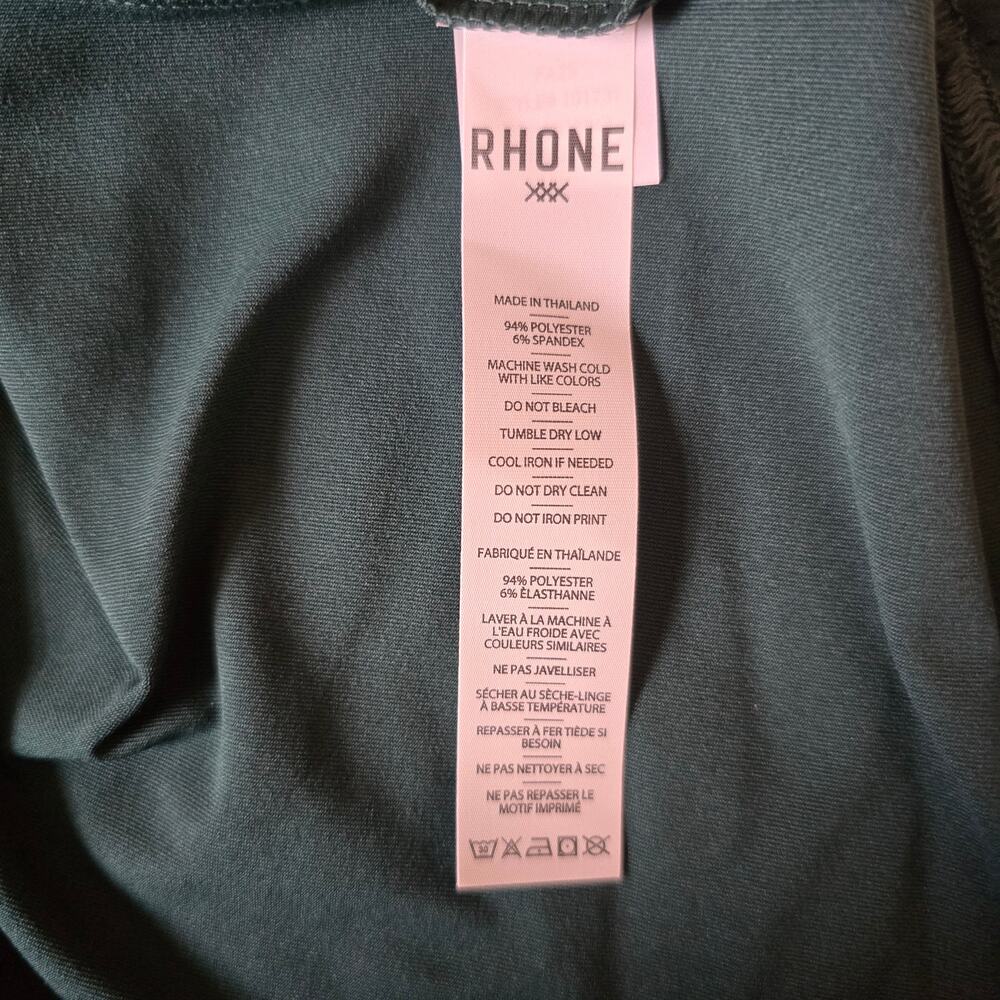 RHONE
MADE IN THAILAND
94% POLYESTER
6% SPANDEX
MACHINE WASH COLD
WITH LIKE COLORS
DO NOT BLEACH
TUMBLE DRY LOW
COOL IRON IF NEEDED
DO NOT DRY CLEAN
DO NOT IRON PRINT
FABRIQUÉ EN THAÏLANDE
94% POLYESTER
6% ÈLASTHANNE
LAVER À LA MACHINE À
L'EAU FROIDE AVEC
COULEURS SIMILAIRES
NE PAS JAVELLISER
SÉCHER AU SÈCHE-LINGE
À BASSE TEMPÉRATURE
REPASSER À FER TIÈDE SI
BESOIN
NE PAS NETTOYER À SEC
NE PAS REPASSER LE
MOTIF IMPRIMÉ
30